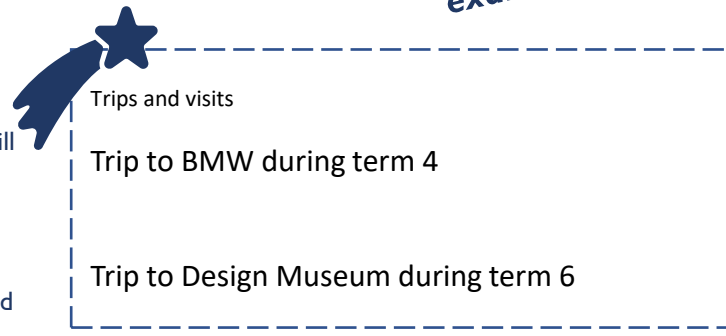 Trips and visits
Trip to BMW during term 4
Trip to Design Museum during term 6